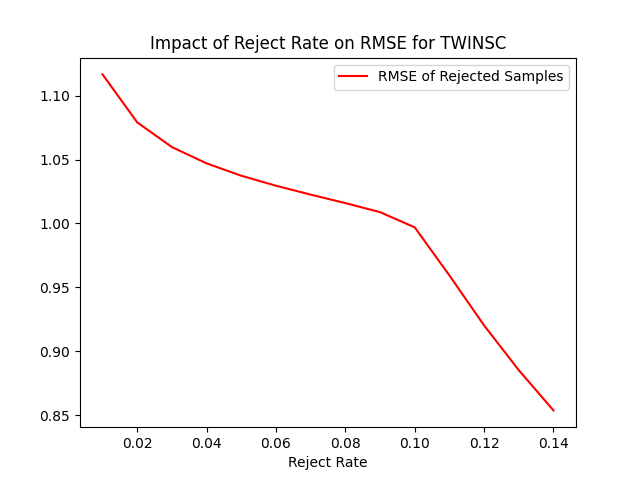 Impact of Reject Rate on RMSE for TWINSC
RMSE of Rejected Samples
1.10
1.05
1.00
0.95
0.90
0.85
0.02 0.04 0.06 0.08 0.10 0.12 0.14
Reject Rate